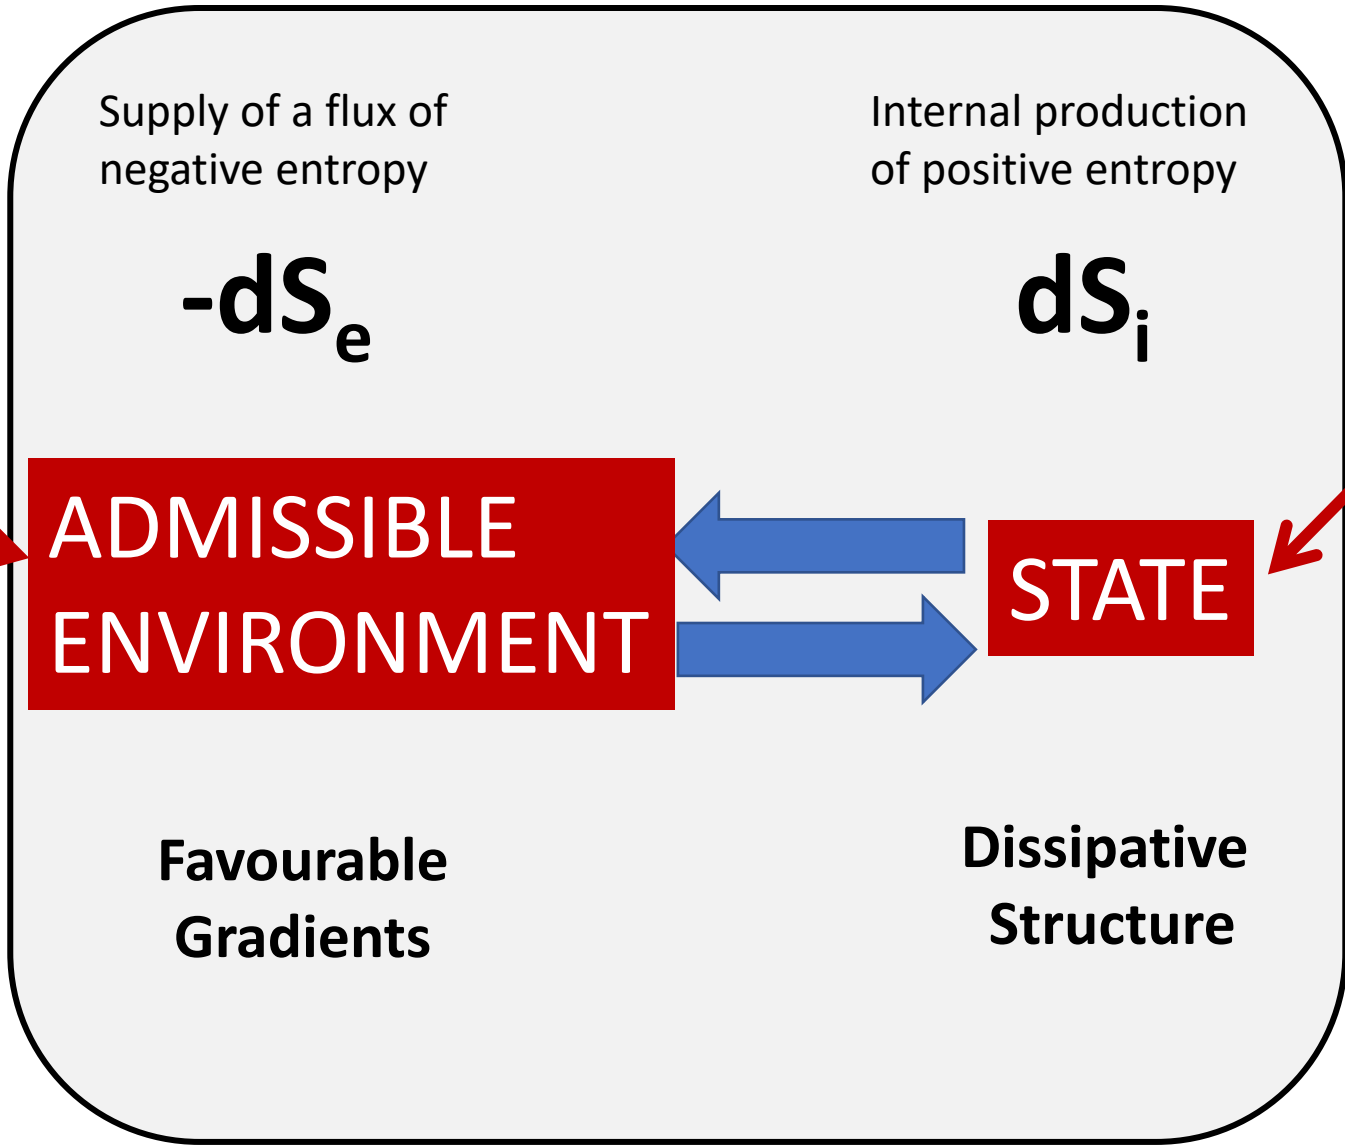 Supply of a flux of
negative entropy
Internal production
of positive entropy
-dSₑ
dSᵢ
ADMISSIBLE
ENVIRONMENT
STATE
Favourable
Gradients
Dissipative
Structure